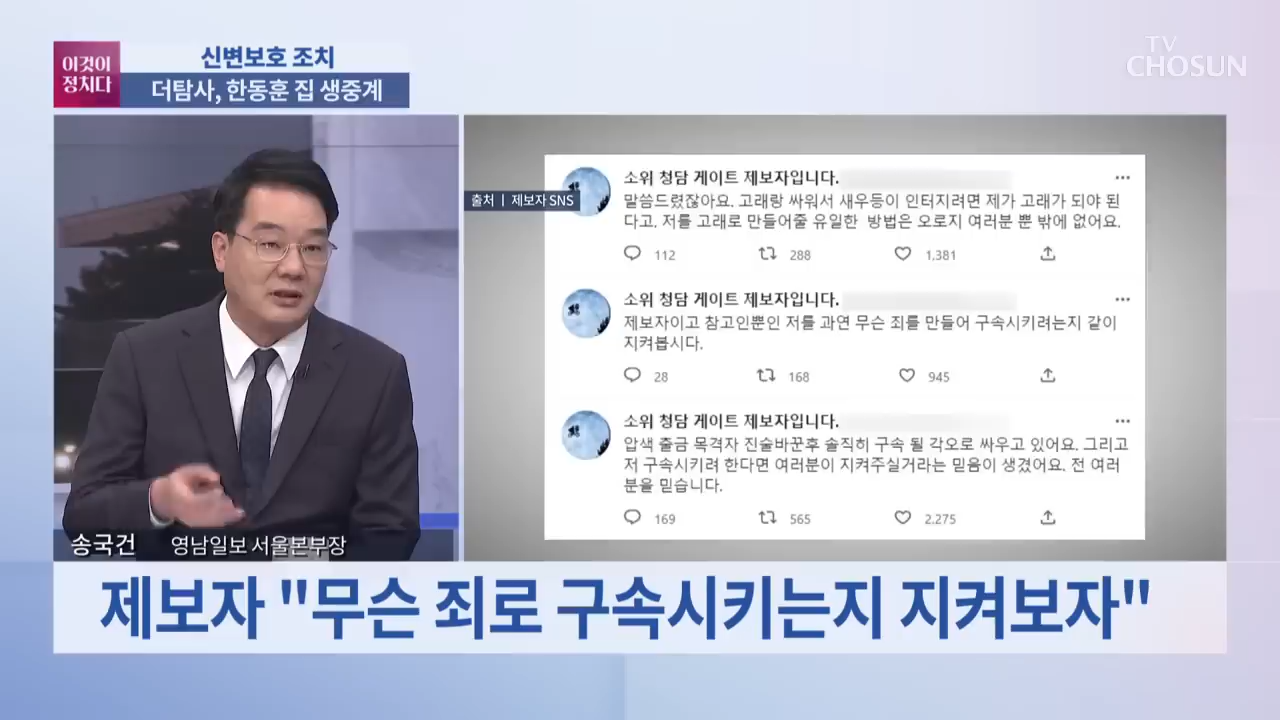 이것이
정치다
신변보호 조치
더탐사, 한동훈 집 생중계
TV
CHOSUN
출처 | 제보자 SNS
소위 청담 게이트 제보자입니다.
말씀드렸잖아요. 고래랑 싸워서 새우등이 인터지려면 제가 고래가 되야 된
다고. 저를 고래로 만들어줄 유일한 방법은 오로지 여러분 뿐 밖에 없어요.
112 288 1,381
소위 청담 게이트 제보자입니다.
제보자이고 참고인뿐인 저를 과연 무슨 죄를 만들어 구속시키려는지 같이
지켜봅시다.
28 168 945
소위 청담 게이트 제보자입니다.
압색 출금 목격자 진술바꾼후 솔직히 구속 될 각오로 싸우고 있어요. 그리고
저 구속시키려 한다면 여러분이 지켜주실거라는 믿음이 생겼어요. 전 여러
분을 믿습니다.
169 565 2,275
송국건 영남일보 서울본부장
제보자 "무슨 죄로 구속시키는지 지켜보자"